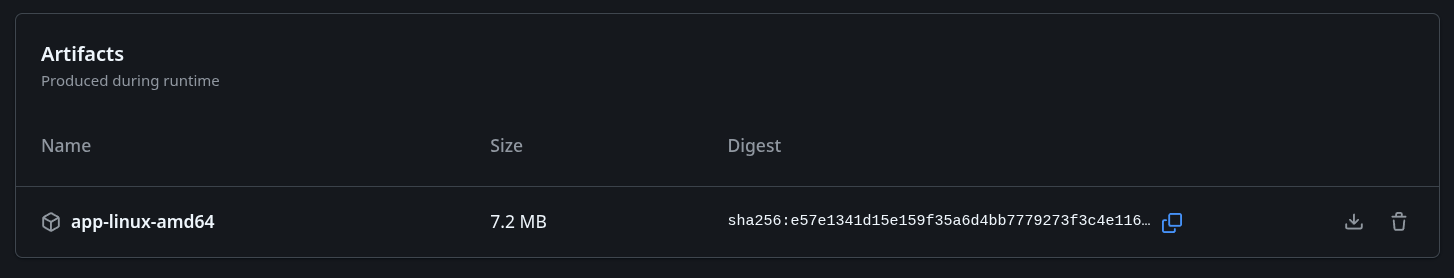 Artifacts
Produced during runtime
Name Size Digest
app-linux-amd64 7.2 MB sha256:e57e1341d15e159f35a6d4bb7779273f3c4e116…